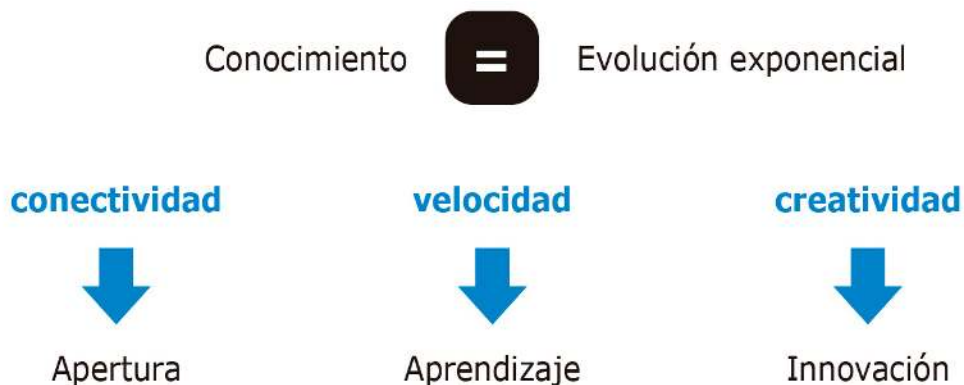 Conocimiento = Evolución exponencial
conectividad velocidad creatividad
Apertura Aprendizaje Innovación